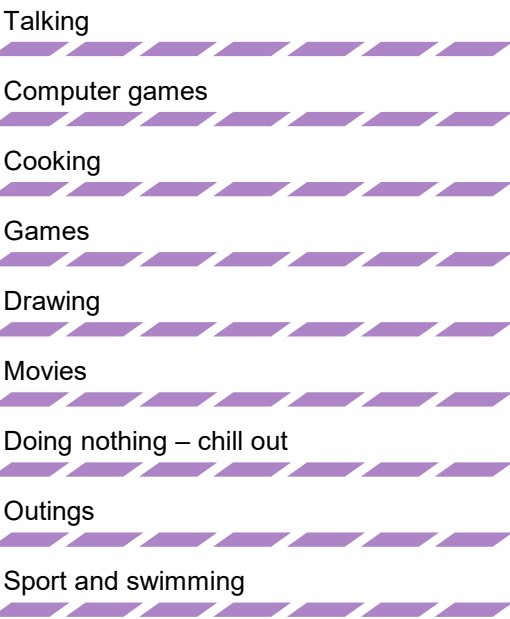 Talking
Computer games
Cooking
Games
Drawing
Movies
Doing nothing – chill out
Outings
Sport and swimming